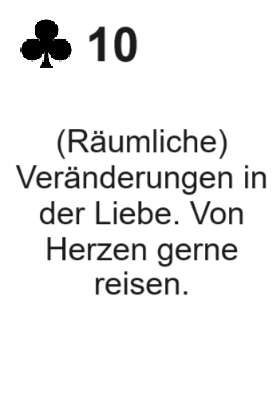 ♣ 10
(Räumliche)
Veränderungen in
der Liebe. Von
Herzen gerne
reisen.